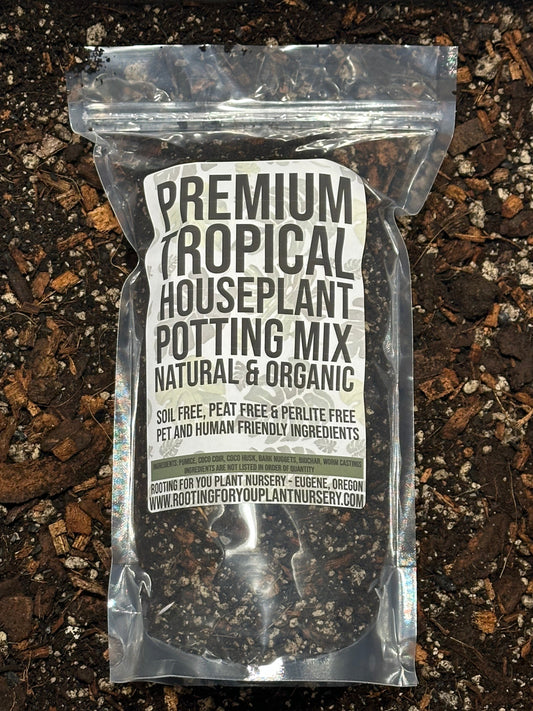 PREMIUM
TROPICAL
HOUSEPLANT
POTTING MIX
NATURAL & ORGANIC
SOIL FREE, PEAT FREE & PERLITE FREE
PET AND HUMAN FRIENDLY INGREDIENTS
INGREDIENTS: PUMICE, COCO COIR, COCO HUSK, BARK NUGGETS, BIOCHAR, WORM CASTINGS
INGREDIENTS ARE NOT LISTED IN ORDER OF QUANTITY
ROOTING FOR YOU PLANT NURSERY - EUGENE, OREGON
WWW.ROOTINGFORYOUPLANTNURSERY.COM